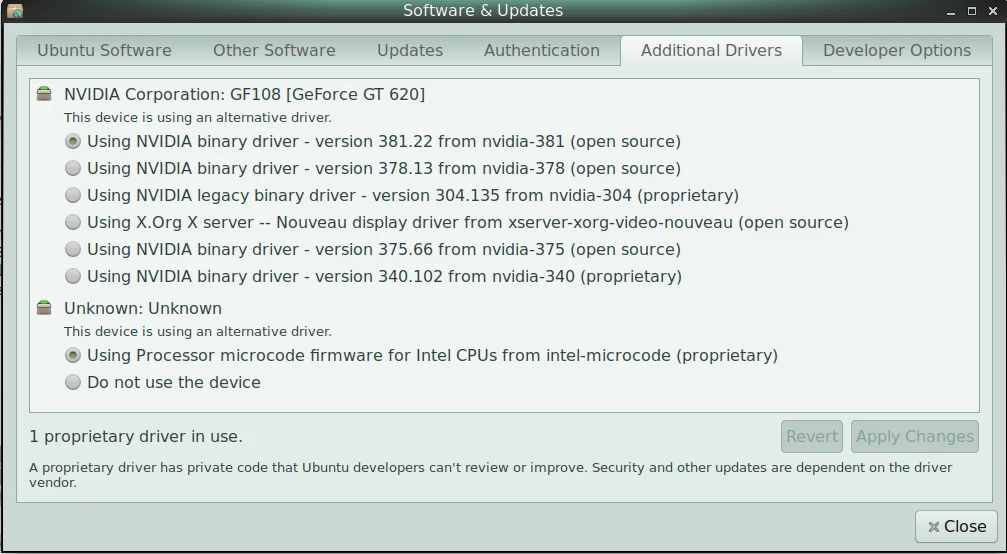 Software & Updates
Ubuntu Software
Other Software
Updates
Authentication
Additional Drivers
Developer Options
NVIDIA Corporation: GF108 [GeForce GT 620]
This device is using an alternative driver.
Using NVIDIA binary driver - version 381.22 from nvidia-381 (open source)
Using NVIDIA binary driver - version 378.13 from nvidia-378 (open source)
Using NVIDIA legacy binary driver - version 304.135 from nvidia-304 (proprietary)
Using X.Org X server -- Nouveau display driver from xserver-xorg-video-nouveau (open source)
Using NVIDIA binary driver - version 375.66 from nvidia-375 (open source)
Using NVIDIA binary driver - version 340.102 from nvidia-340 (proprietary)
Unknown: Unknown
This device is using an alternative driver.
Using Processor microcode firmware for Intel CPUs from intel-microcode (proprietary)
Do not use the device
1 proprietary driver in use.
Revert
Apply Changes
A proprietary driver has private code that Ubuntu developers can't review or improve. Security and other updates are dependent on the driver
vendor.
Close